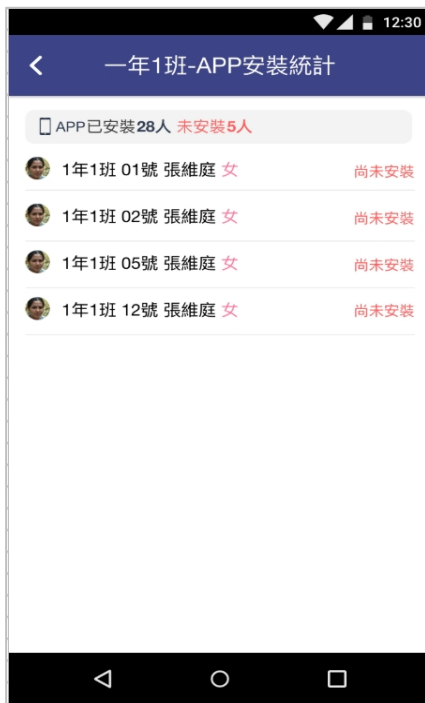 12:30
一年1班-APP安裝統計
APP已安裝28人 未安裝5人
1年1班 01號 張維庭 女 尚未安裝
1年1班 02號 張維庭 女 尚未安裝
1年1班 05號 張維庭 女 尚未安裝
1年1班 12號 張維庭 女 尚未安裝